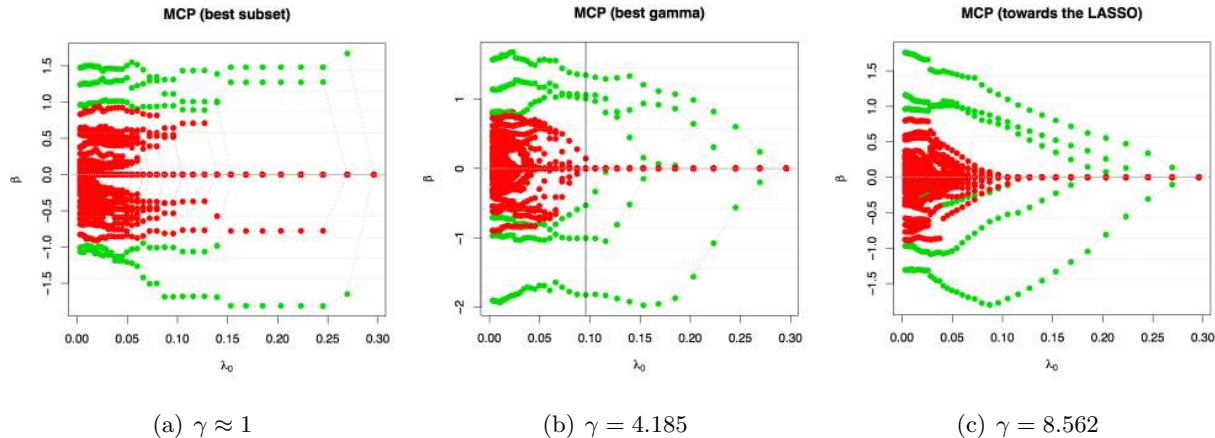 MCP (best subset)
β
1.5
1.0
0.5
0.0
−0.5
−1.0
−1.5
0.00 0.05 0.10 0.15 0.20 0.25 0.30
λ₀
(a) γ ≈ 1
MCP (best gamma)
β
1
0
−1
−2
0.00 0.05 0.10 0.15 0.20 0.25 0.30
λ₀
(b) γ = 4.185
MCP (towards the LASSO)
β
1.5
1.0
0.5
0.0
−0.5
−1.0
−1.5
0.00 0.05 0.10 0.15 0.20 0.25 0.30
λ₀
(c) γ = 8.562